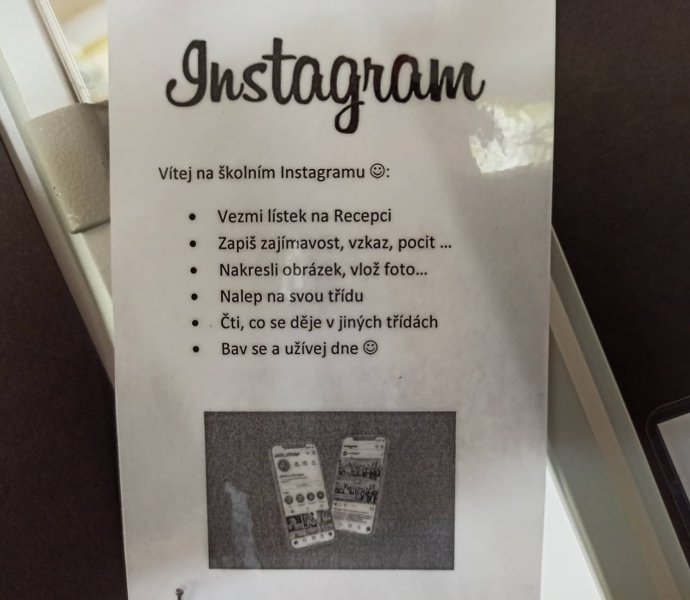 Instagram
Vítej na školním Instagramu ☺:
• Vezmi lístek na Recepci
• Zapiš zajímavost, vzkaz, pocit ...
• Nakresli obrázek, vlož foto...
• Nalep na svou třídu
• Čti, co se děje v jiných třídách
• Bav se a užívej dne ☺